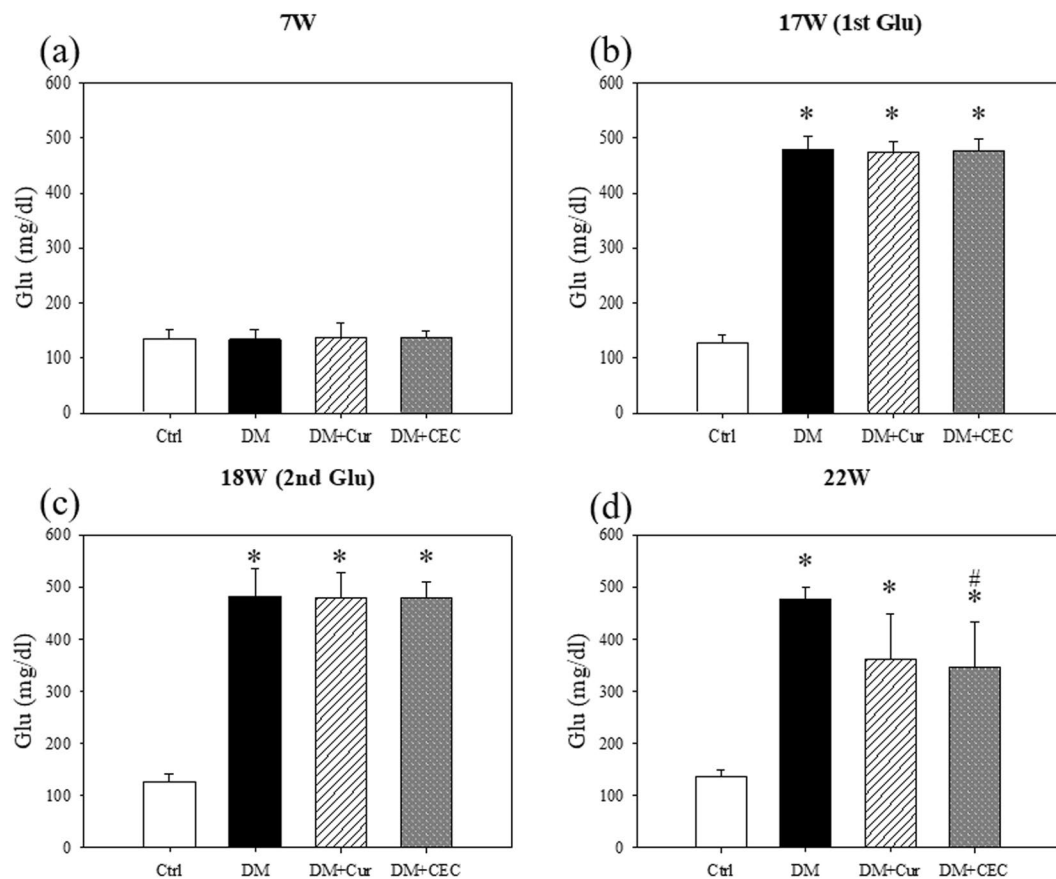 7W
(a)
600
500
400
300
200
100
0
Glu (mg/dl)
Ctrl DM DM+Cur DM+CEC
17W (1st Glu)
(b)
600
500
400
300
200
100
0
Glu (mg/dl)
* * *
Ctrl DM DM+Cur DM+CEC
18W (2nd Glu)
(c)
600
500
400
300
200
100
0
Glu (mg/dl)
* * *
Ctrl DM DM+Cur DM+CEC
22W
(d)
600
500
400
300
200
100
0
Glu (mg/dl)
#
* * *
Ctrl DM DM+Cur DM+CEC